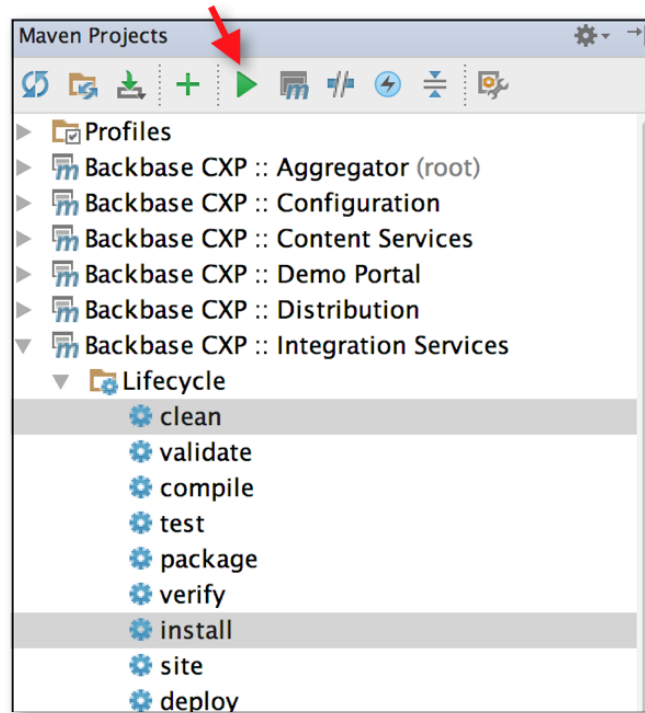 Maven Projects
Profiles
Backbase CXP :: Aggregator (root)
Backbase CXP :: Configuration
Backbase CXP :: Content Services
Backbase CXP :: Demo Portal
Backbase CXP :: Distribution
Backbase CXP :: Integration Services
Lifecycle
clean
validate
compile
test
package
verify
install
site
deploy